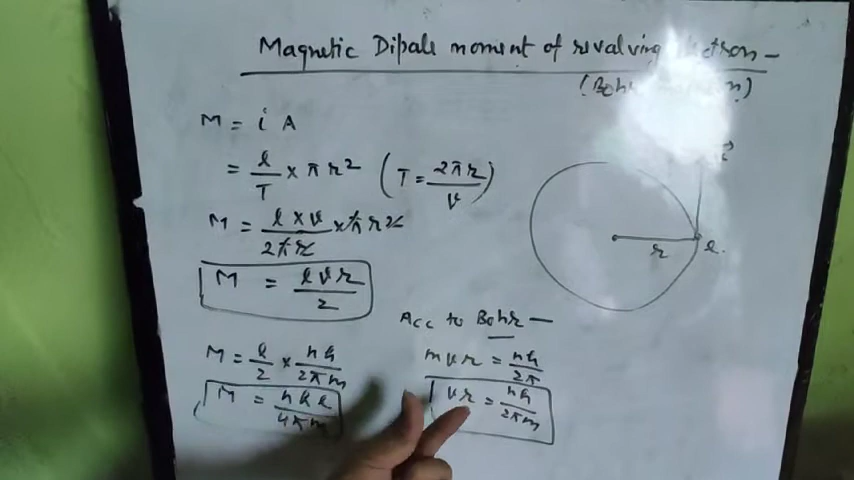 Magnetic Dipole moment of revolving
M = i A
= e/T × π r² (T = 2πr/v)
M = e × v/2πr × π r²
M = evr/2
Acc to Bohr —
M = e/2 × nh/2πm
mvr = nh/2π
M = nhe/4πm
vr = nh/2πm
r
e.